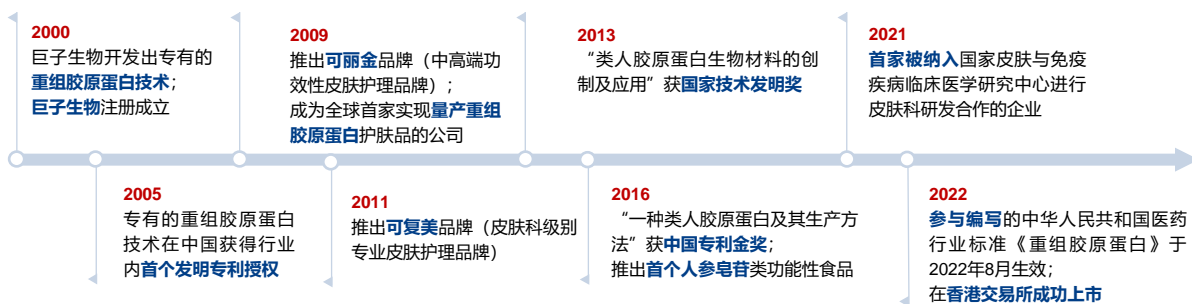 2000
巨子生物开发出专有的
重组胶原蛋白技术；
巨子生物注册成立
2005
专有的重组胶原蛋白
技术在中国获得行业
内首个发明专利授权
2009
推出可丽金品牌（中高端功
效性皮肤护理品牌）；
成为全球首家实现量产重组
胶原蛋白护肤品的公司
2011
推出可复美品牌（皮肤科级别
专业皮肤护理品牌）
2013
“类人胶原蛋白生物材料的创
制及应用”获国家技术发明奖
2016
“一种类人胶原蛋白及其生产方
法”获中国专利金奖；
推出首个人参皂苷类功能性食品
2021
首家被纳入国家皮肤与免疫
疾病临床医学研究中心进行
皮肤科研发合作的企业
2022
参与编写的中华人民共和国医药
行业标准《重组胶原蛋白》于
2022年8月生效；
在香港交易所成功上市